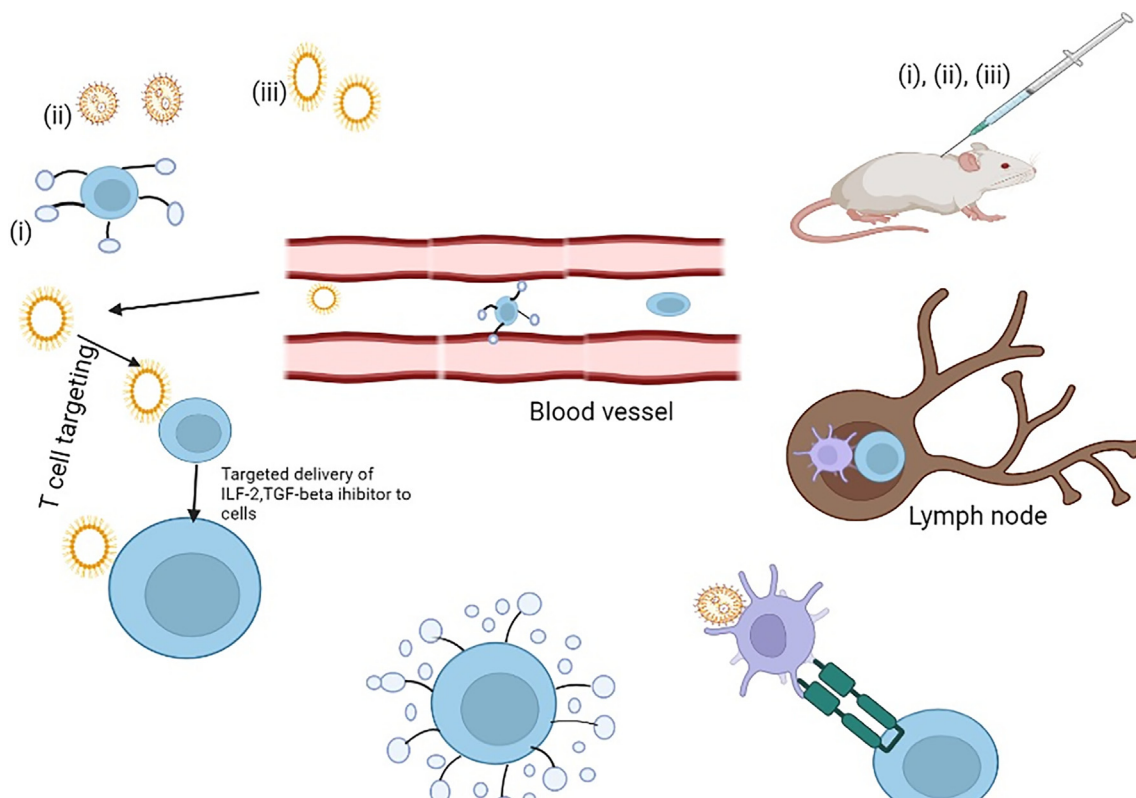 (i), (ii), (iii)
(iii)
(ii)
(i)
Blood vessel
T cell targeting
Targeted delivery of
ILF-2,TGF-beta ihibitor to
cells
Lymph node